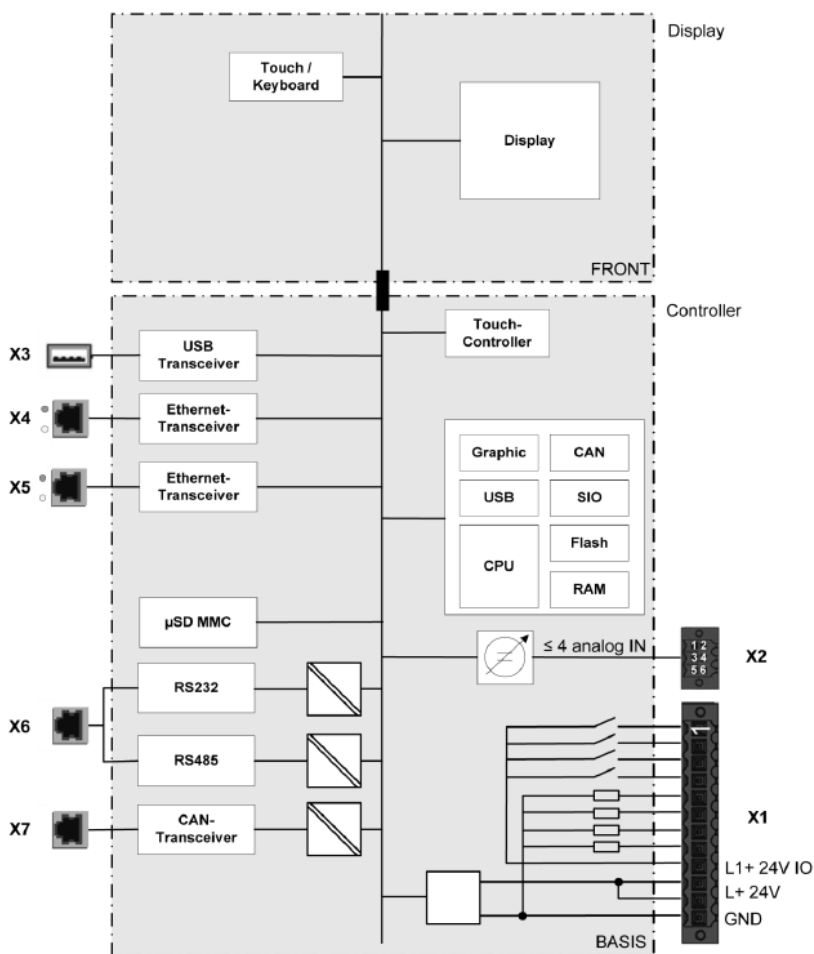 Display
Touch /
Keyboard
Display
FRONT
Controller
Touch-
Controller
X3
USB
Transceiver
X4
Ethernet-
Transceiver
X5
Ethernet-
Transceiver
Graphic
CAN
USB
SIO
CPU
Flash
RAM
µSD MMC
≤ 4 analog IN
1 2
3 4
5 6
X2
X6
RS232
RS485
1
X1
X7
CAN-
Transceiver
L1+ 24V IO
L+ 24V
GND
BASIS